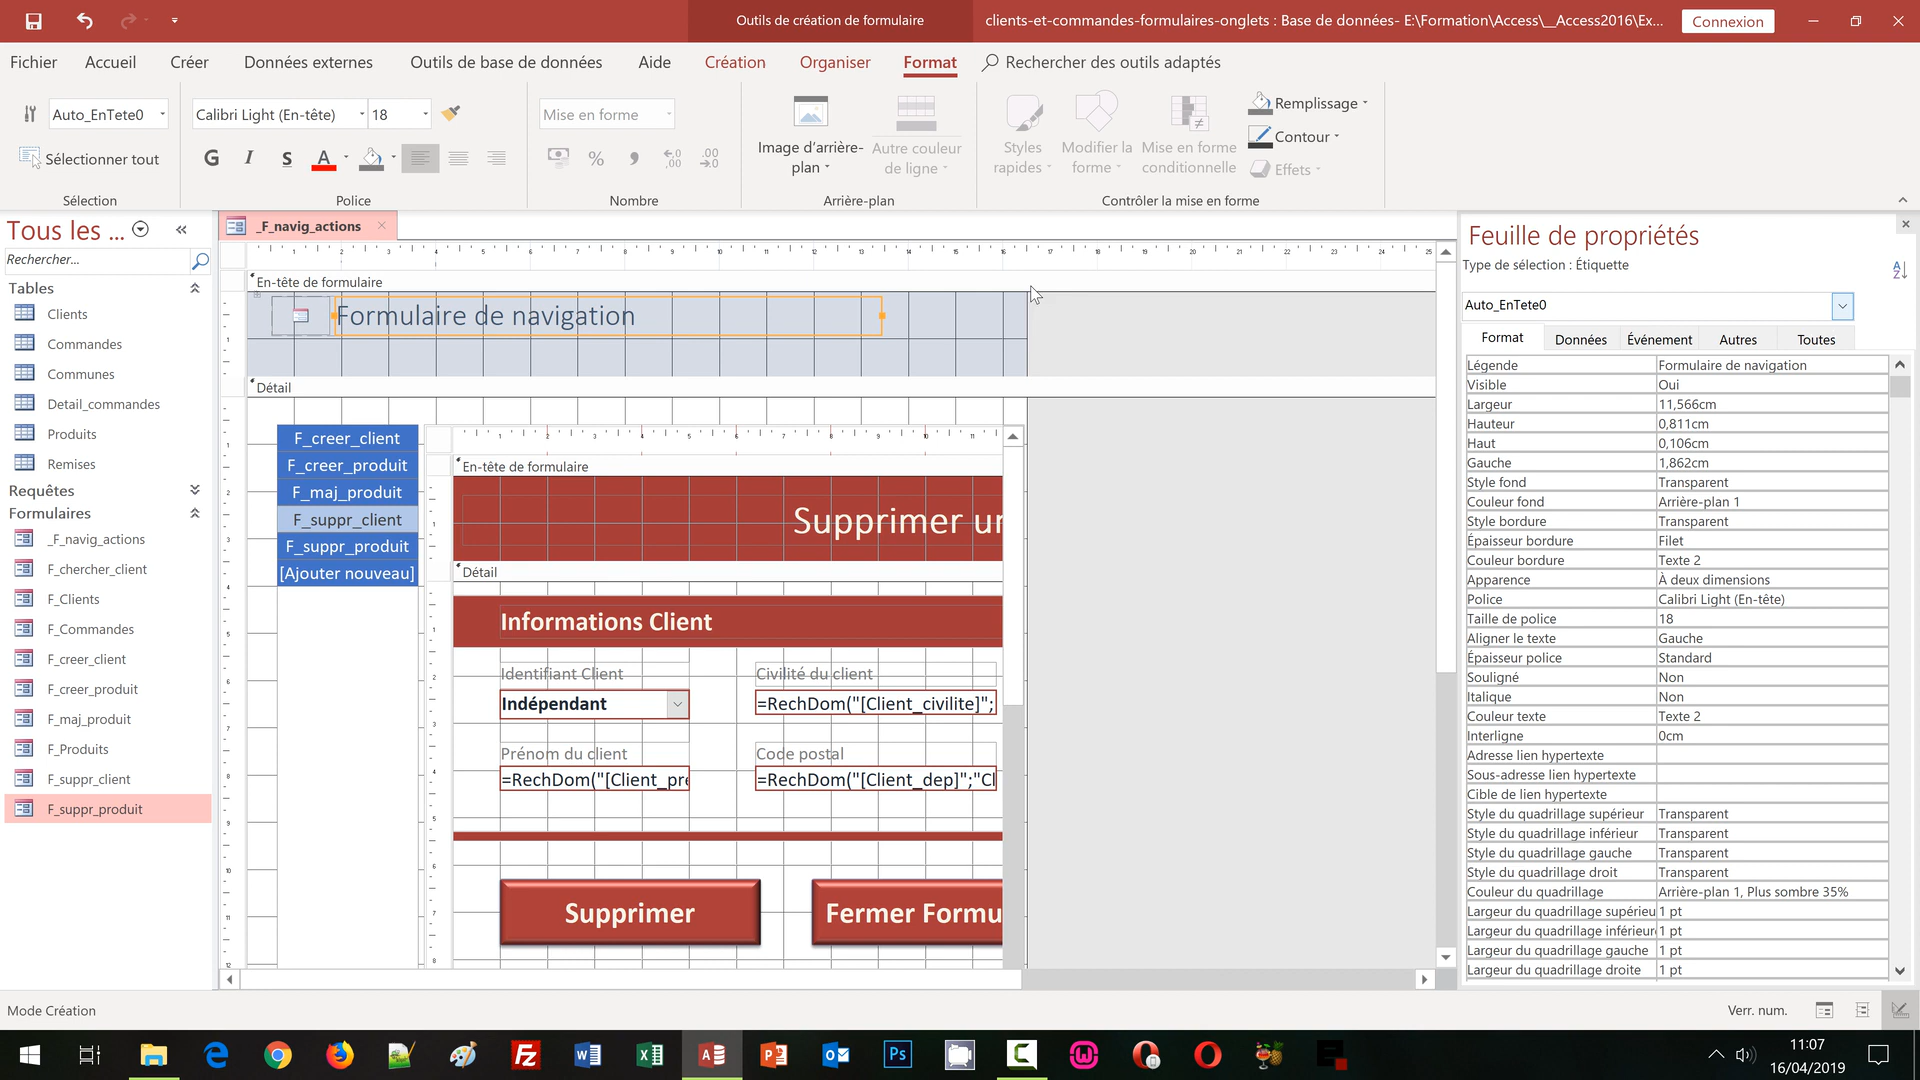 Outils de création de formulaire
clients-et-commandes-formulaires-onglets : Base de données- E:\Formation\Access\__Access2016\Ex...
Connexion
Fichier
Accueil
Créer
Données externes
Outils de base de données
Aide
Création
Organiser
Format
Rechercher des outils adaptés
Auto_EnTete0
Calibri Light (En-tête)
18
Mise en forme
Sélectionner tout
G I S A
% 000
Image d'arrière-
plan
Autre couleur
de ligne
Styles
rapides
Modifier la
forme
Mise en forme
conditionnelle
Remplissage
Contour
Effets
Sélection
Police
Nombre
Arrière-plan
Contrôler la mise en forme
Tous les ...
Rechercher...
Tables
Clients
Commandes
Communes
Detail_commandes
Produits
Remises
Requêtes
Formulaires
_F_navig_actions
F_chercher_client
F_Clients
F_Commandes
F_creer_client
F_creer_produit
F_maj_produit
F_Produits
F_suppr_client
F_suppr_produit
_F_navig_actions
En-tête de formulaire
Formulaire de navigation
Détail
F_creer_client
F_creer_produit
F_maj_produit
F_suppr_client
F_suppr_produit
[Ajouter nouveau]
En-tête de formulaire
Supprimer un
Détail
Informations Client
Identifiant Client
Civilité du client
Indépendant
=RechDom("[Client_civilite]";
Prénom du client
Code postal
=RechDom("[Client_pre
=RechDom("[Client_dep]";"Cl
Supprimer
Fermer Formu
Feuille de propriétés
Type de sélection : Étiquette
Auto_EnTete0
Format
Données
Événement
Autres
Toutes
Légende Formulaire de navigation
Visible Oui
Largeur 11,566cm
Hauteur 0,811cm
Haut 0,106cm
Gauche 1,862cm
Style fond Transparent
Couleur fond Arrière-plan 1
Style bordure Transparent
Épaisseur bordure Filet
Couleur bordure Texte 2
Apparence À deux dimensions
Police Calibri Light (En-tête)
Taille de police 18
Aligner le texte Gauche
Épaisseur police Standard
Souligné Non
Italique Non
Couleur texte Texte 2
Interligne 0cm
Adresse lien hypertexte
Sous-adresse lien hypertexte
Cible de lien hypertexte
Style du quadrillage supérieur Transparent
Style du quadrillage inférieur Transparent
Style du quadrillage gauche Transparent
Style du quadrillage droit Transparent
Couleur du quadrillage Arrière-plan 1, Plus sombre 35%
Largeur du quadrillage supérieu 1 pt
Largeur du quadrillage inférieur 1 pt
Largeur du quadrillage gauche 1 pt
Largeur du quadrillage droite 1 pt
Mode Création
Verr. num.
11:07
16/04/2019